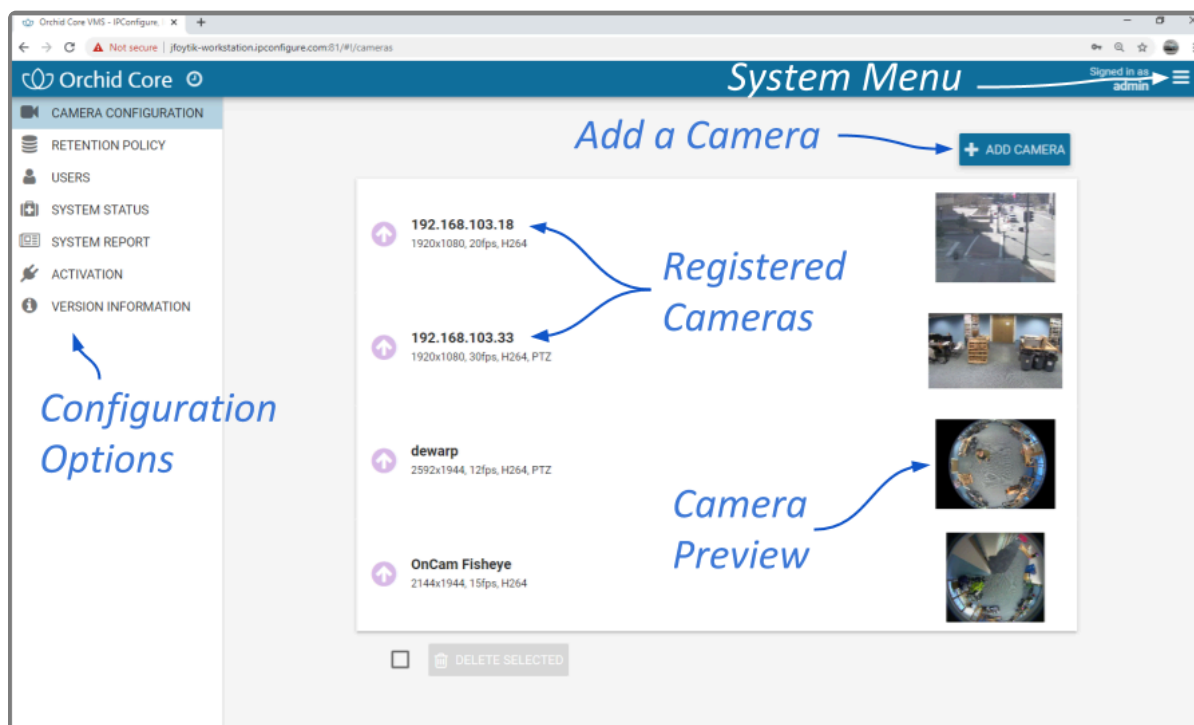 Orchid Core VMS - IPConfigure,
Not secure | jfoytik-workstation.ipconfigure.com:81/#!/cameras
Orchid Core
System Menu
Signed in as
admin
CAMERA CONFIGURATION
RETENTION POLICY
USERS
SYSTEM STATUS
SYSTEM REPORT
ACTIVATION
VERSION INFORMATION
Configuration
Options
Add a Camera
ADD CAMERA
192.168.103.18
1920x1080, 20fps, H264
Registered
Cameras
192.168.103.33
1920x1080, 30fps, H264, PTZ
dewarp
2592x1944, 12fps, H264, PTZ
Camera
Preview
OnCam Fisheye
2144x1944, 15fps, H264
DELETE SELECTED